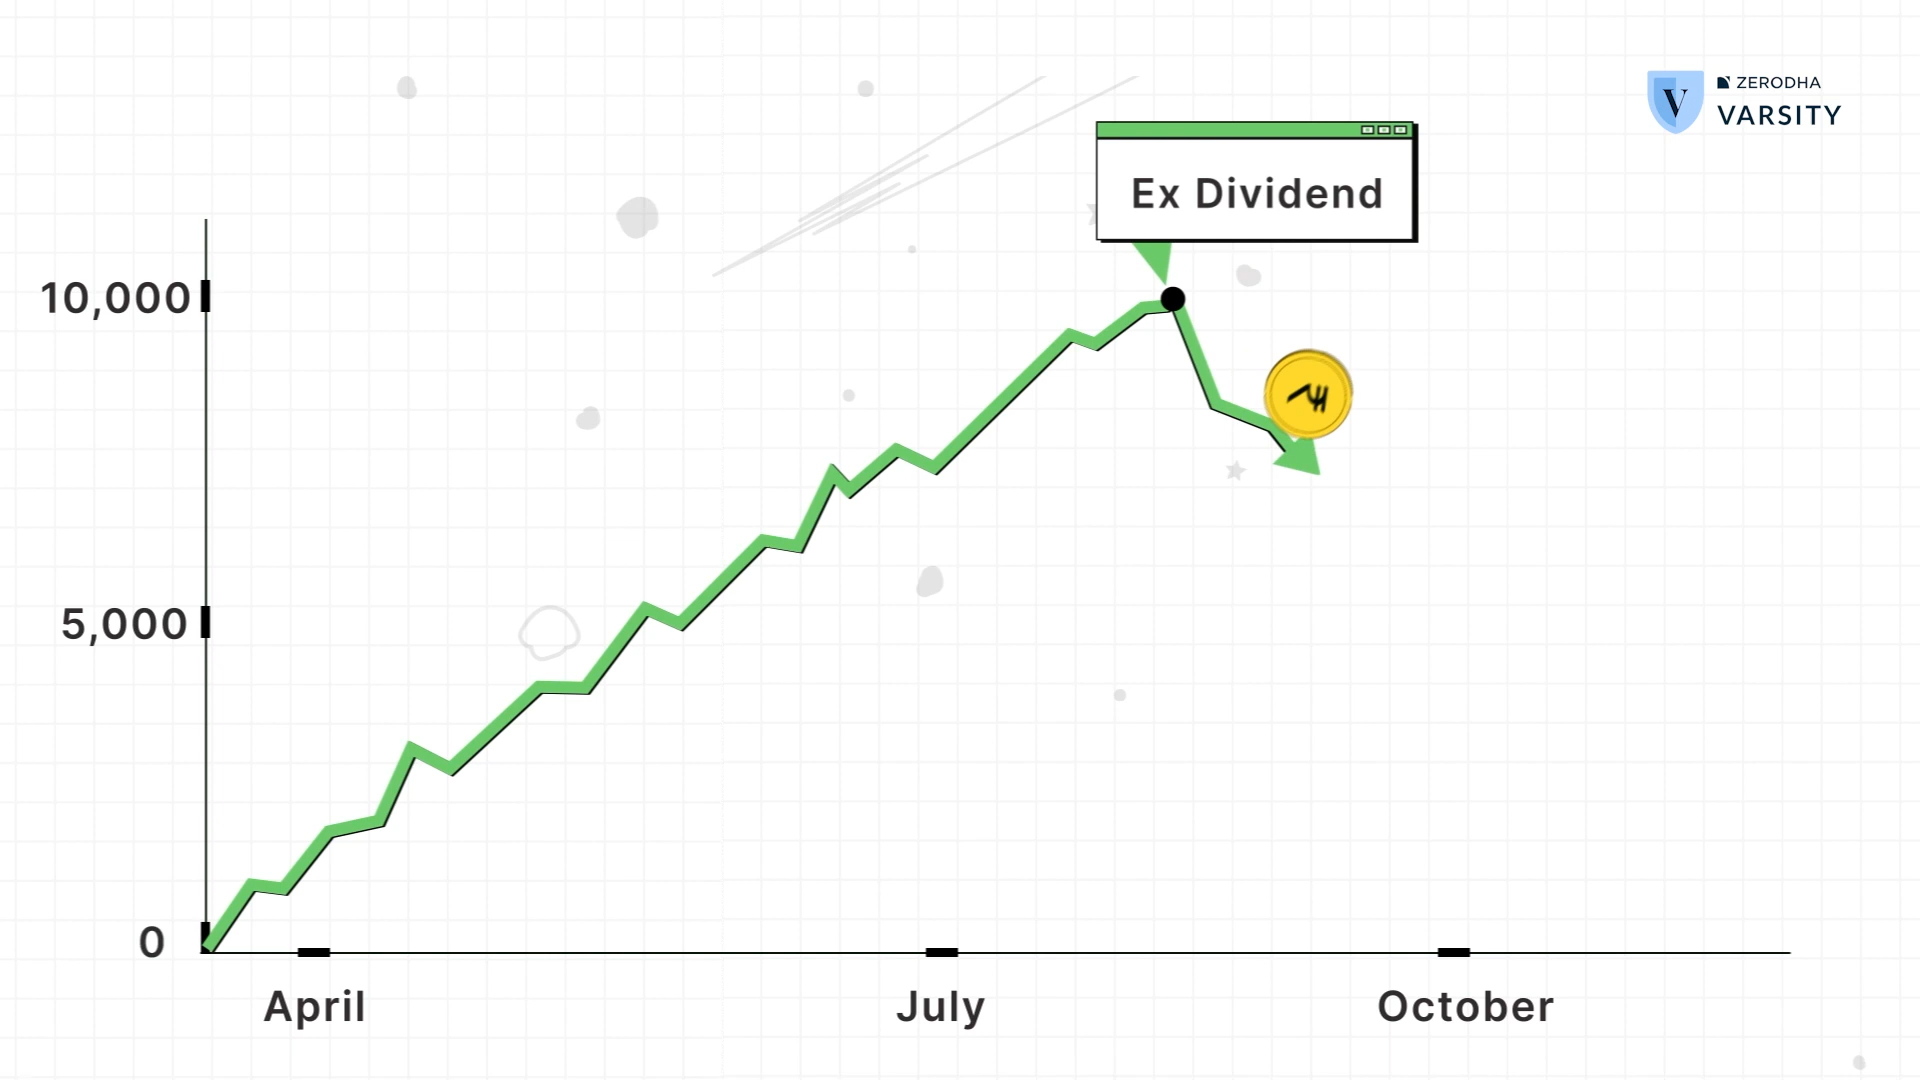 ZERODHA
VARSITY
Ex Dividend
10,000
5,000
0
April
July
October